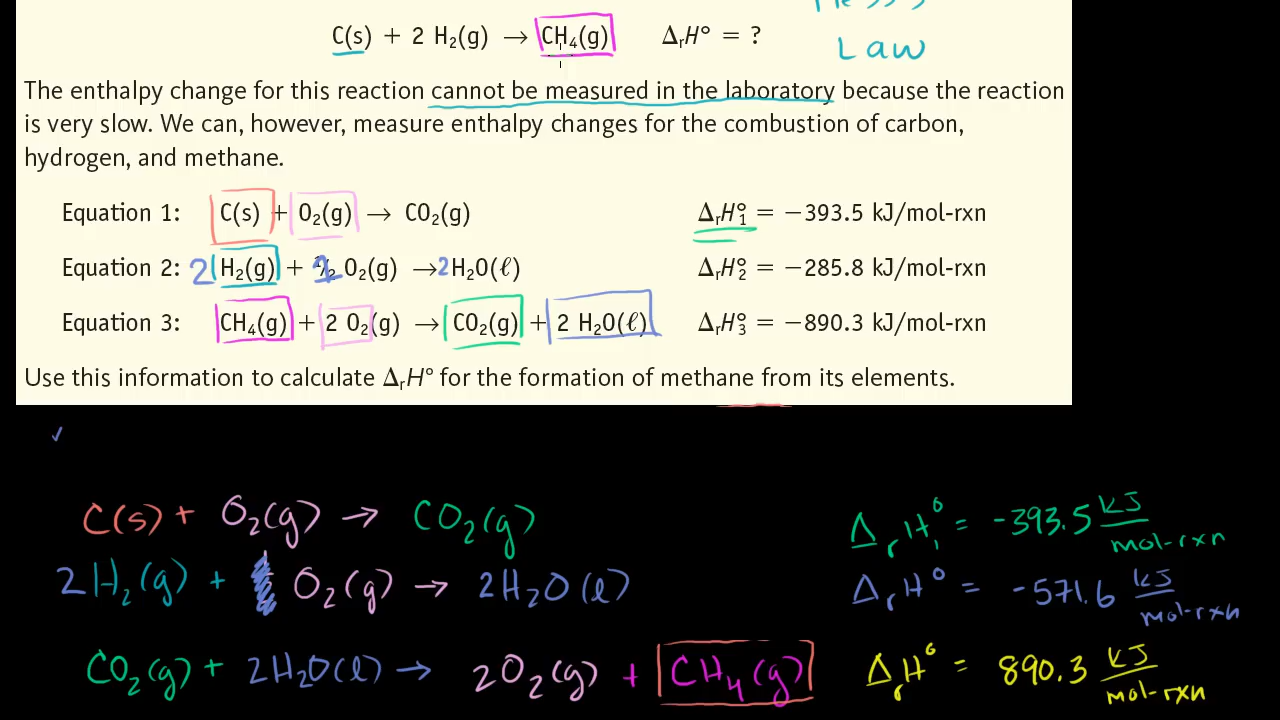 C(s) + 2 H₂(g) → CH₄(g) ΔᵣH° = ?
Law
The enthalpy change for this reaction cannot be measured in the laboratory because the reaction
is very slow. We can, however, measure enthalpy changes for the combustion of carbon,
hydrogen, and methane.
Equation 1: C(s) + O₂(g) → CO₂(g) ΔᵣH°₁ = −393.5 kJ/mol-rxn
Equation 2: 2 H₂(g) + O₂(g) → 2 H₂O(ℓ) ΔᵣH°₂ = −285.8 kJ/mol-rxn
Equation 3: CH₄(g) + 2 O₂(g) → CO₂(g) + 2 H₂O(ℓ) ΔᵣH°₃ = −890.3 kJ/mol-rxn
Use this information to calculate ΔᵣH° for the formation of methane from its elements.
C(s) + O₂(g) → CO₂(g) ΔᵣH°₁ = -393.5 kJ/mol-rxn
2H₂(g) + O₂(g) → 2H₂O(l) ΔᵣH° = -571.6 kJ/mol-rxn
CO₂(g) + 2H₂O(l) → 2O₂(g) + CH₄(g) ΔᵣH° = 890.3 kJ/mol-rxn